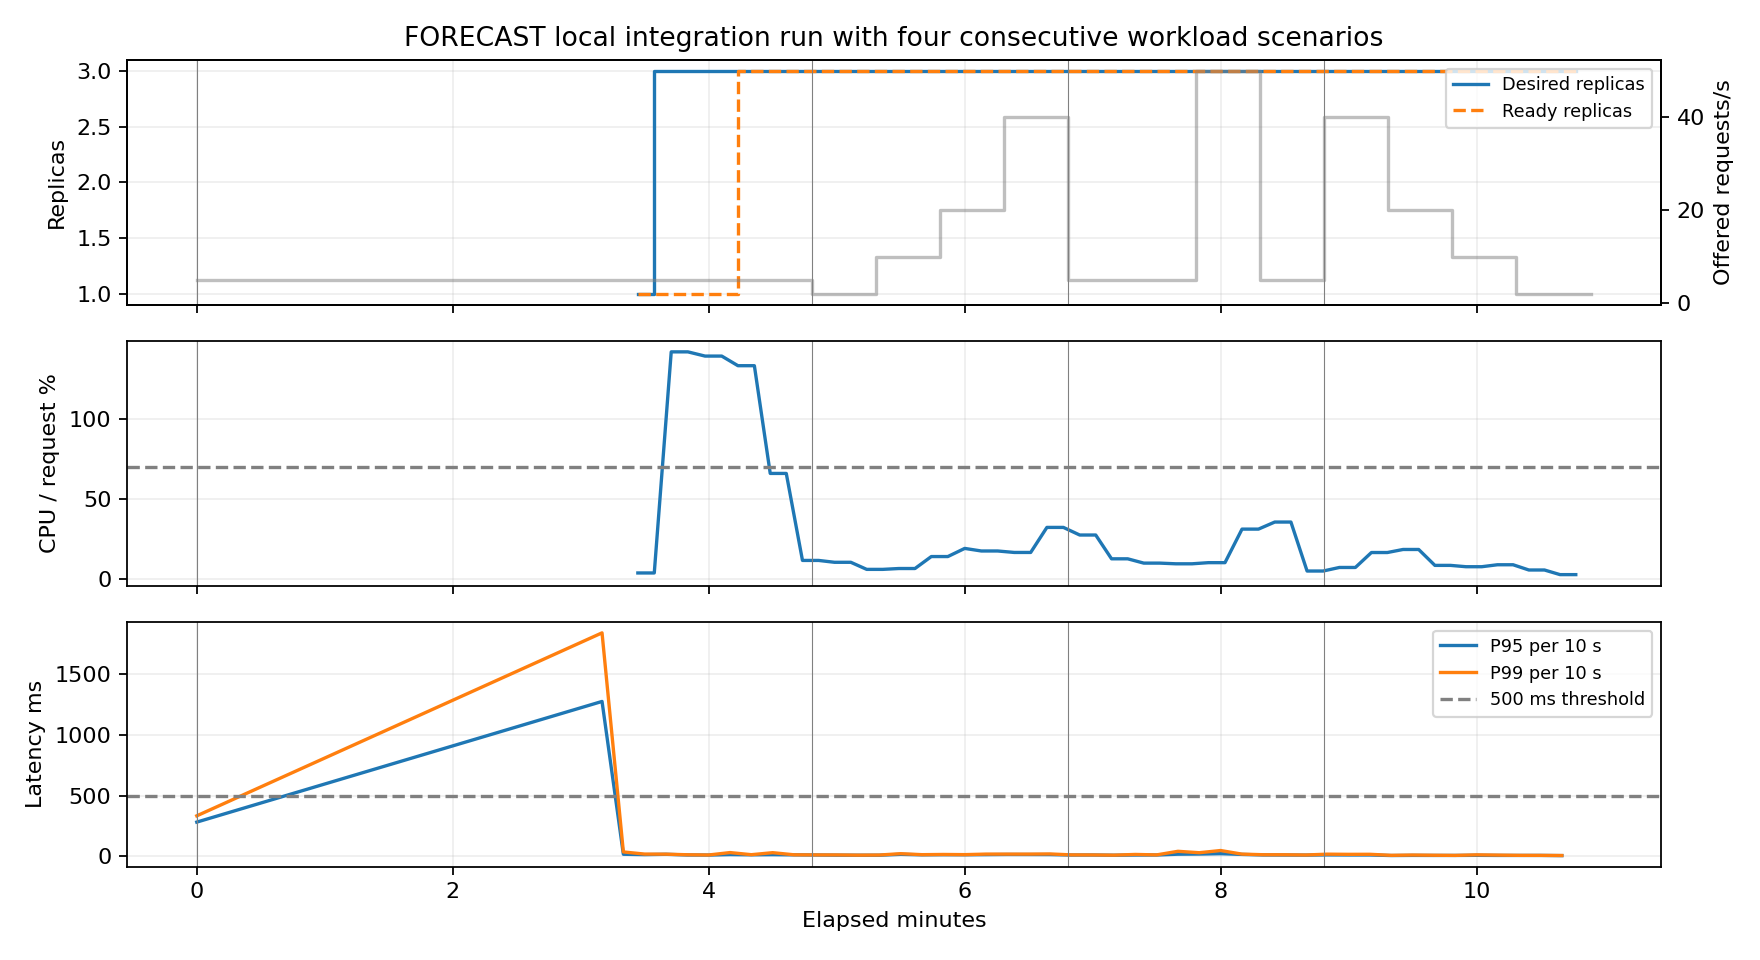 FORECAST local integration run with four consecutive workload scenarios
Replicas
3.0
2.5
2.0
1.5
1.0
Desired replicas
Ready replicas
40
20
0
Offered requests/s
CPU / request %
100
50
0
Latency ms
1500
1000
500
0
P95 per 10 s
P99 per 10 s
500 ms threshold
0
2
4
6
8
10
Elapsed minutes